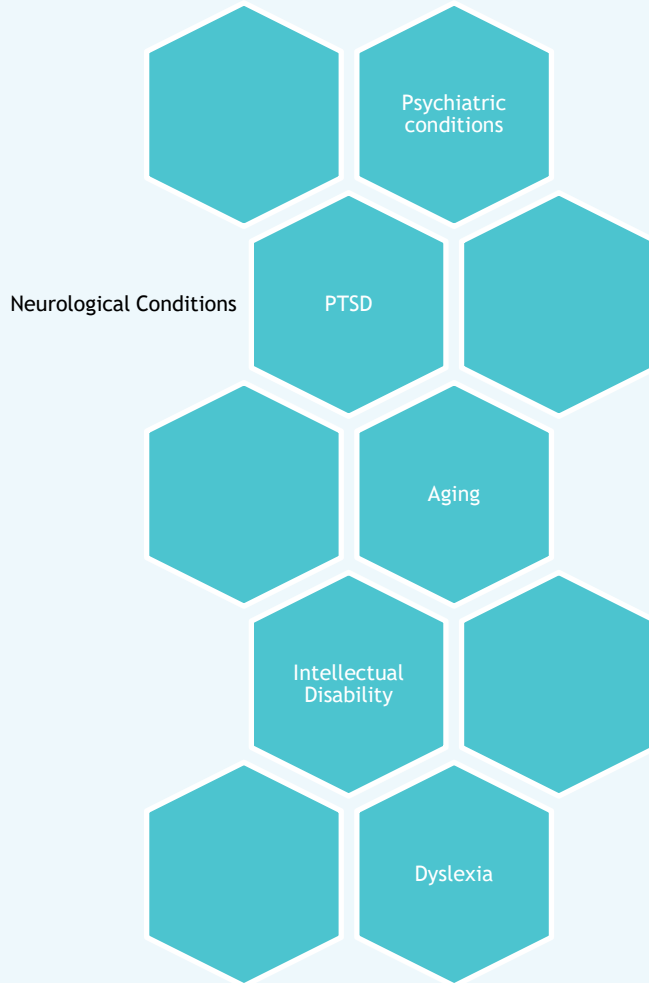 Psychiatric
conditions
Neurological Conditions
PTSD
Aging
Intellectual
Disability
Dyslexia